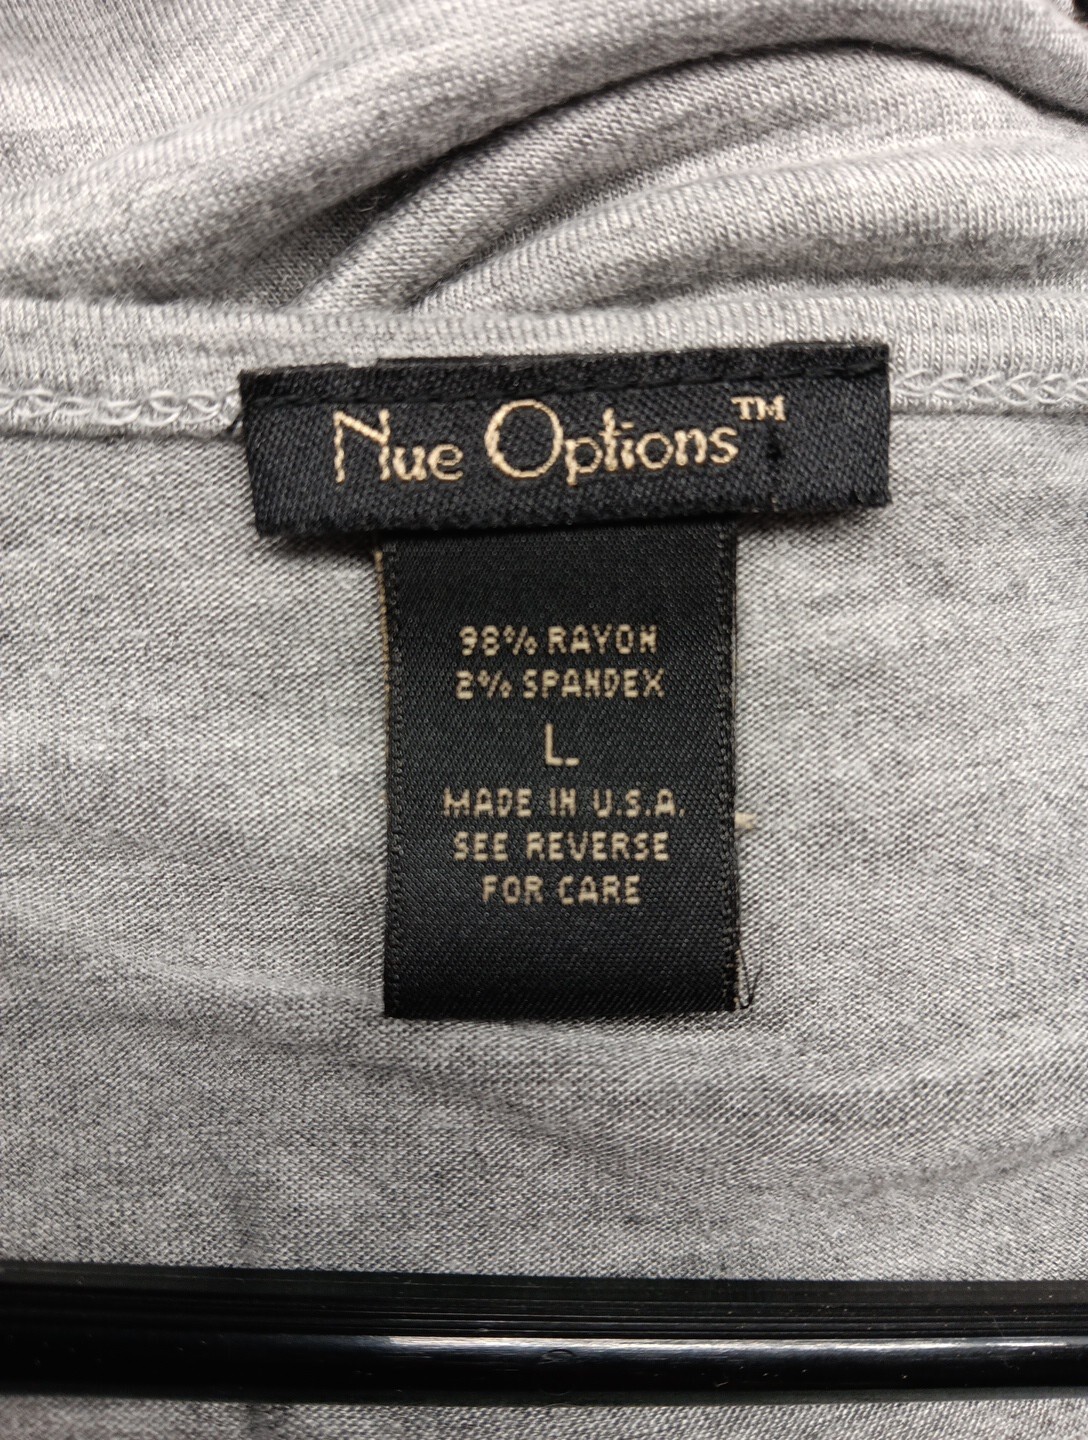 Nue Options™
98% RAYON
2% SPANDEX
L
MADE IN U.S.A.
SEE REVERSE
FOR CARE